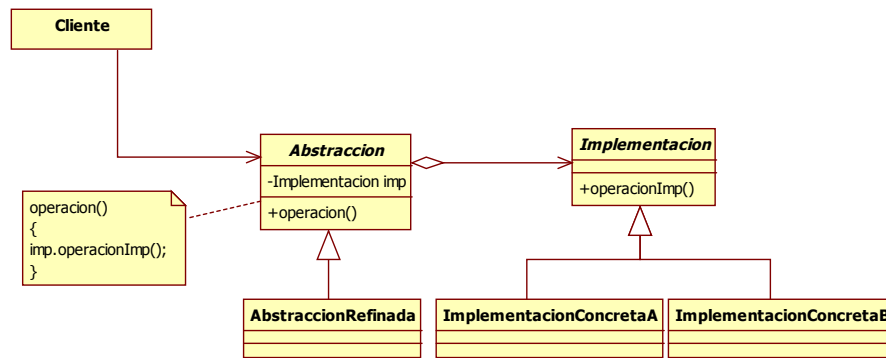 Cliente
Abstraccion
-Implementacion imp
+operacion()
Implementacion
+operacionImp()
operacion()
{
imp.operacionImp();
}
AbstraccionRefinada
ImplementacionConcretaA
ImplementacionConcretaB